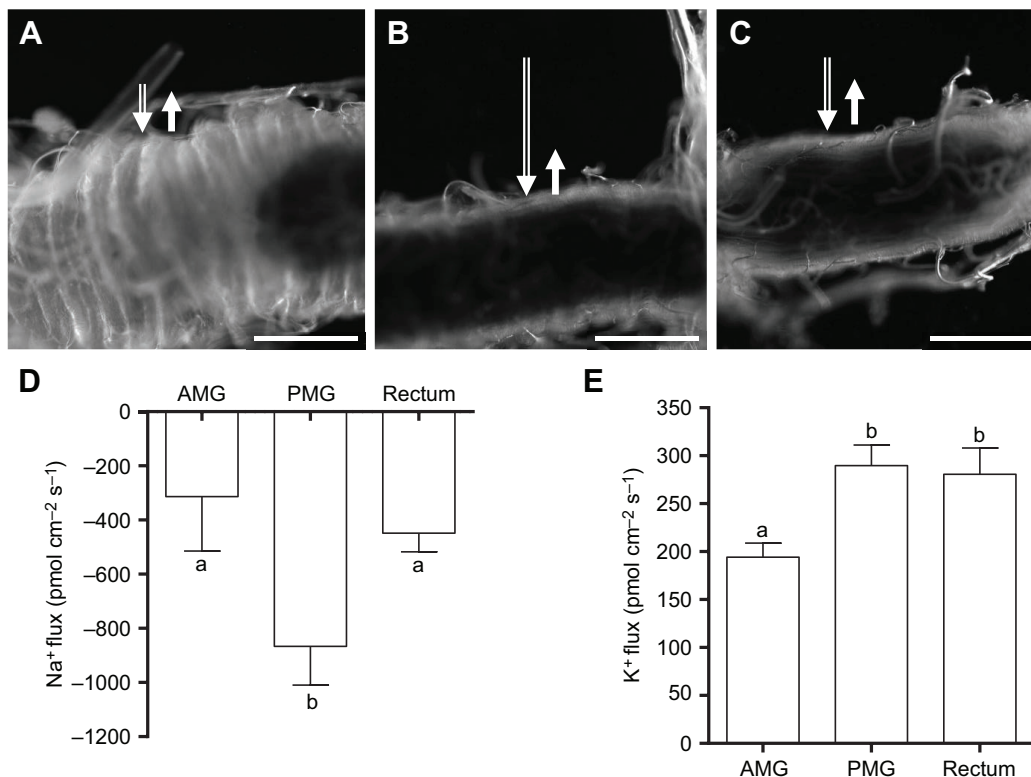 A
B
C
D
AMG PMG Rectum
0
–200
–400
–600
–800
–1000
–1200
Na⁺ flux (pmol cm⁻² s⁻¹)
a
b
a
E
350
300
250
200
150
100
50
0
K⁺ flux (pmol cm⁻² s⁻¹)
a
b
b
AMG PMG Rectum